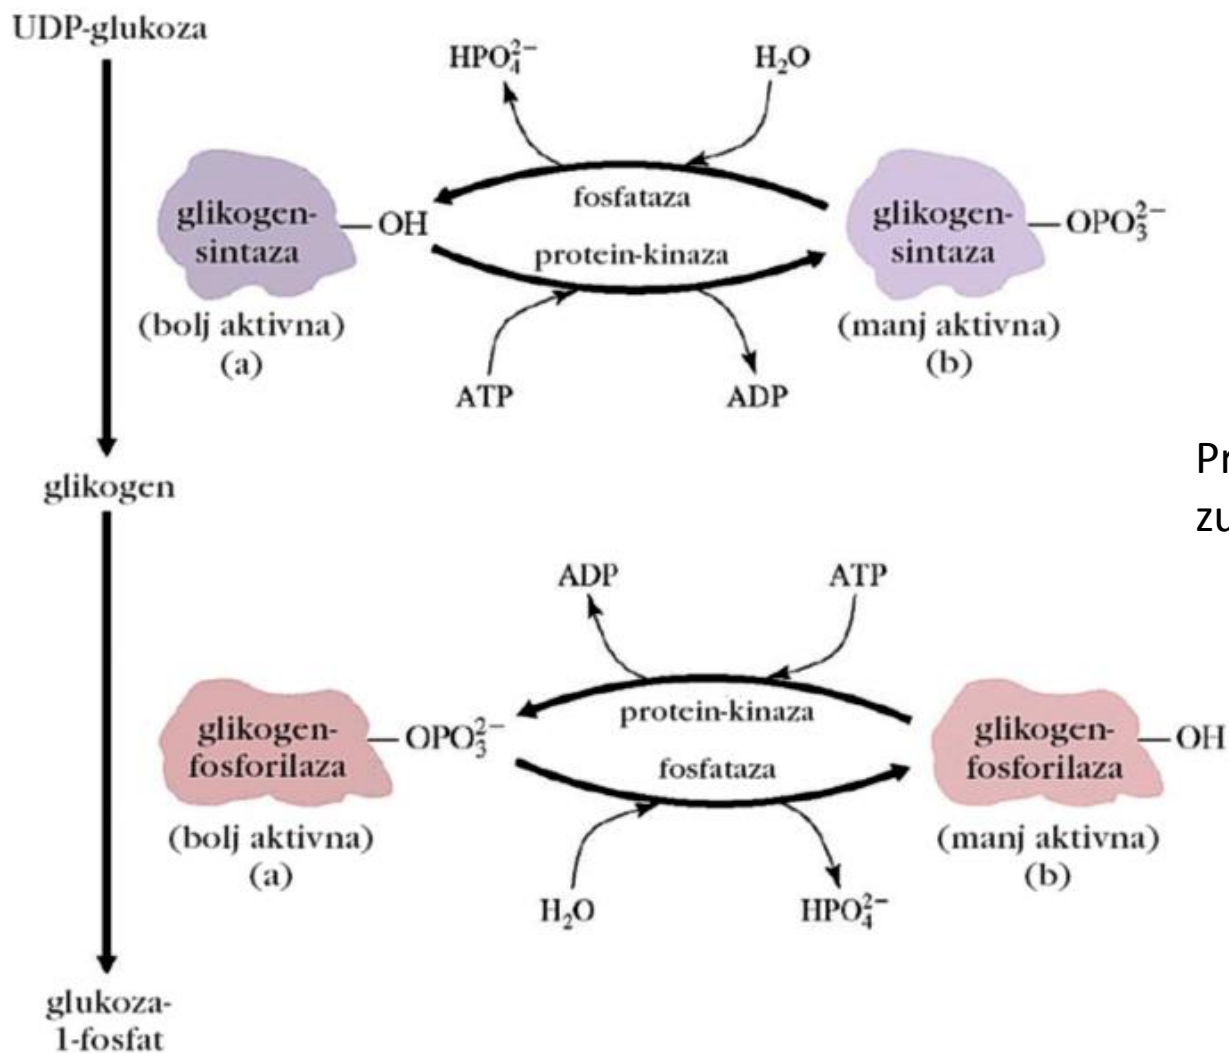 UDP-glukoza
HPO₄²⁻
H₂O
fosfataza
glikogen-
sintaza
OH
glikogen-
sintaza
OPO₃²⁻
protein-kinaza
(bolj aktivna)
(a)
(manj aktivna)
(b)
ATP
ADP
glikogen
Pr
zu
ADP
ATP
protein-kinaza
glikogen-
fosforilaza
OPO₃²⁻
glikogen-
fosforilaza
OH
fosfataza
(bolj aktivna)
(a)
(manj aktivna)
(b)
H₂O
HPO₄²⁻
glukoza-
1-fosfat